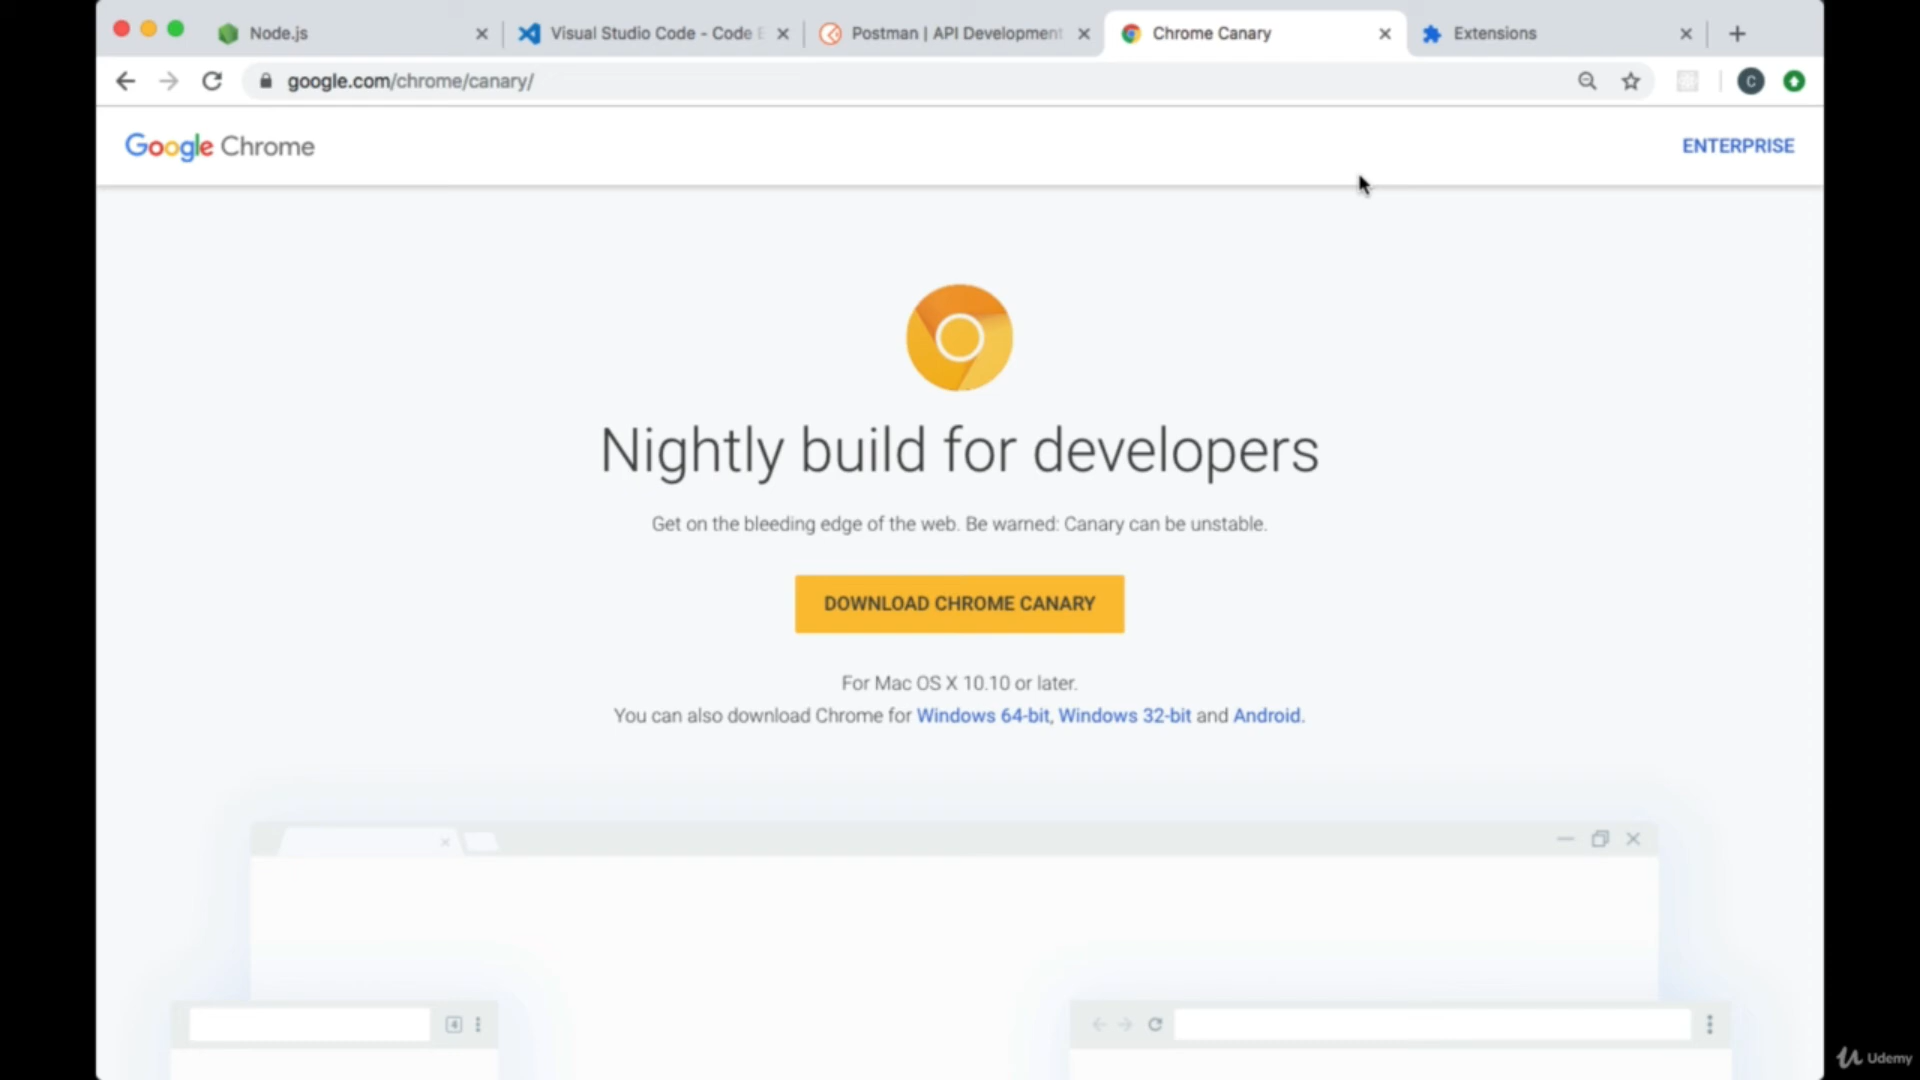 Node.js
Visual Studio Code - Code E
Postman | API Development
Chrome Canary
Extensions
google.com/chrome/canary/
C
Google Chrome
ENTERPRISE
Nightly build for developers
Get on the bleeding edge of the web. Be warned: Canary can be unstable.
DOWNLOAD CHROME CANARY
For Mac OS X 10.10 or later.
You can also download Chrome for Windows 64-bit, Windows 32-bit and Android.
4
Udemy